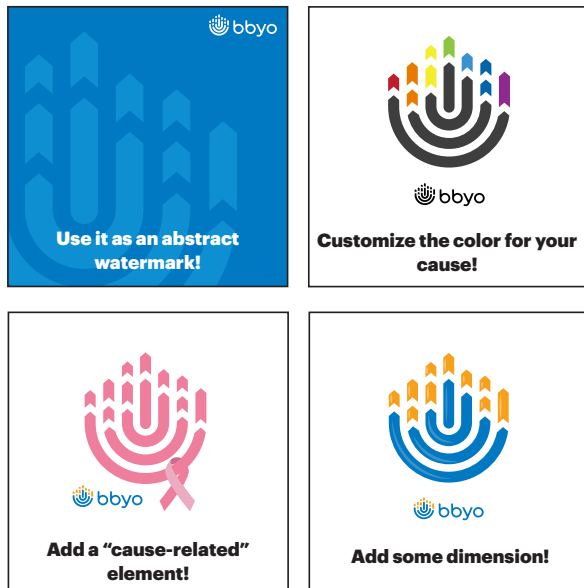 bbyo
Use it as an abstract
watermark!
bbyo
Customize the color for your
cause!
bbyo
Add a “cause-related”
element!
bbyo
Add some dimension!